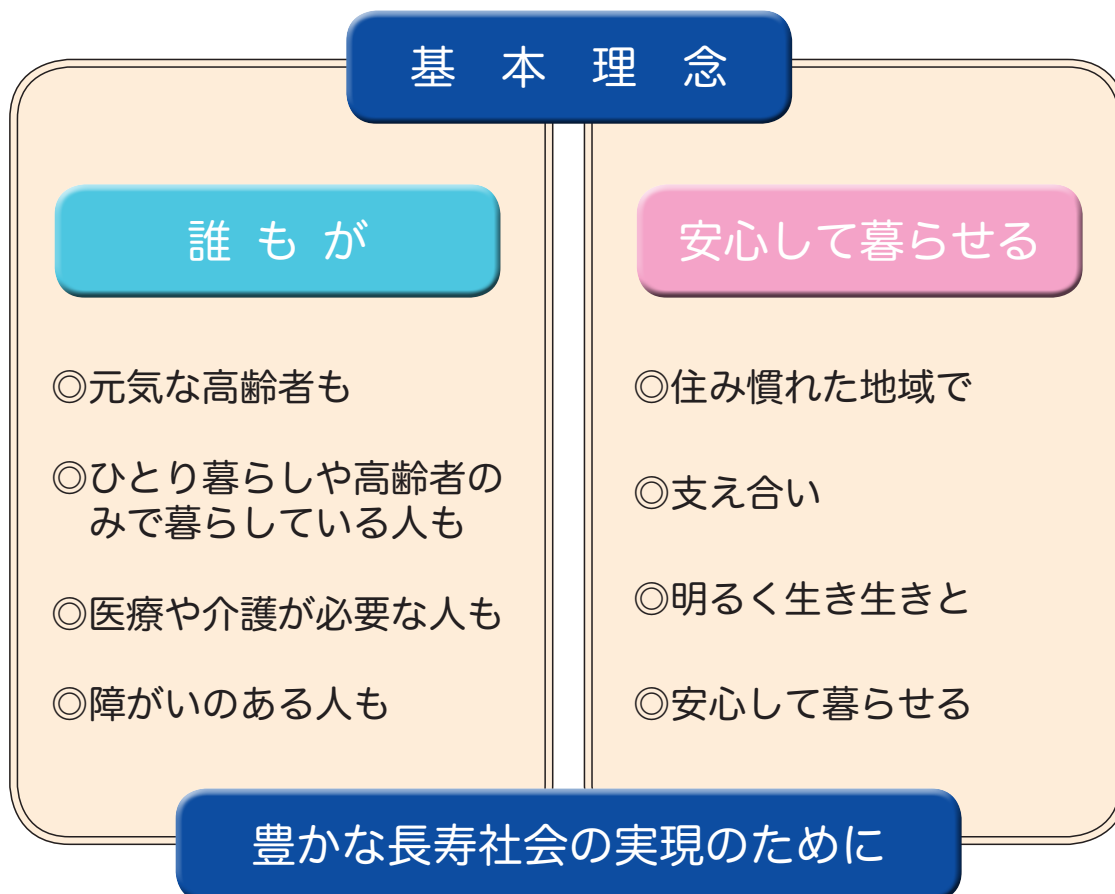 基本理念
誰もが
◎元気な高齢者も
◎ひとり暮らしや高齢者の
みで暮らしている人も
◎医療や介護が必要な人も
◎障がいのある人も
安心して暮らせる
◎住み慣れた地域で
◎支え合い
◎明るく生き生きと
◎安心して暮らせる
豊かな長寿社会の実現のために